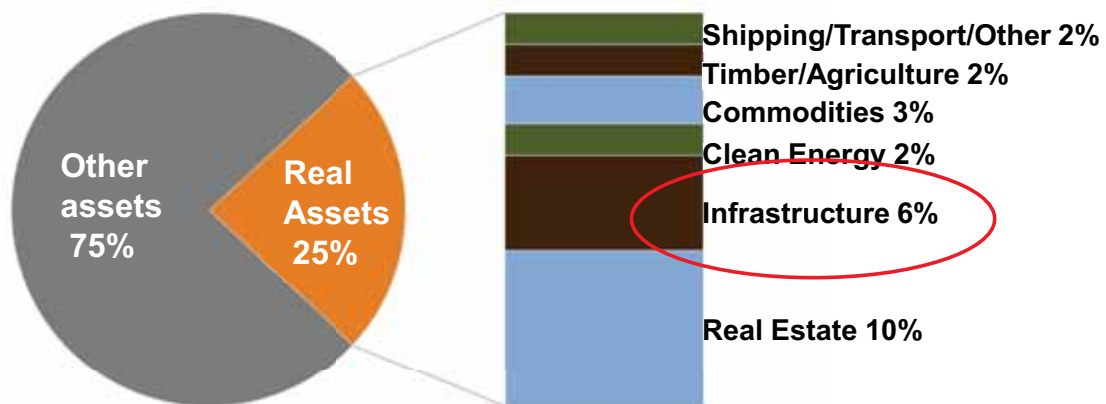 Other
assets
75%
Real
Assets
25%
Shipping/Transport/Other 2%
Timber/Agriculture 2%
Commodities 3%
Clean Energy 2%
Infrastructure 6%
Real Estate 10%